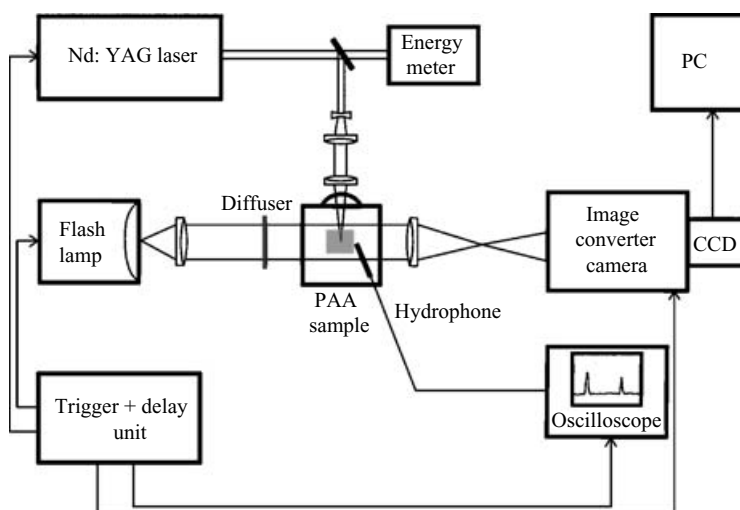 Nd: YAG laser
Energy
meter
PC
Diffuser
Flash
lamp
Image
converter
camera
CCD
PAA
sample
Hydrophone
Trigger + delay
unit
Oscilloscope